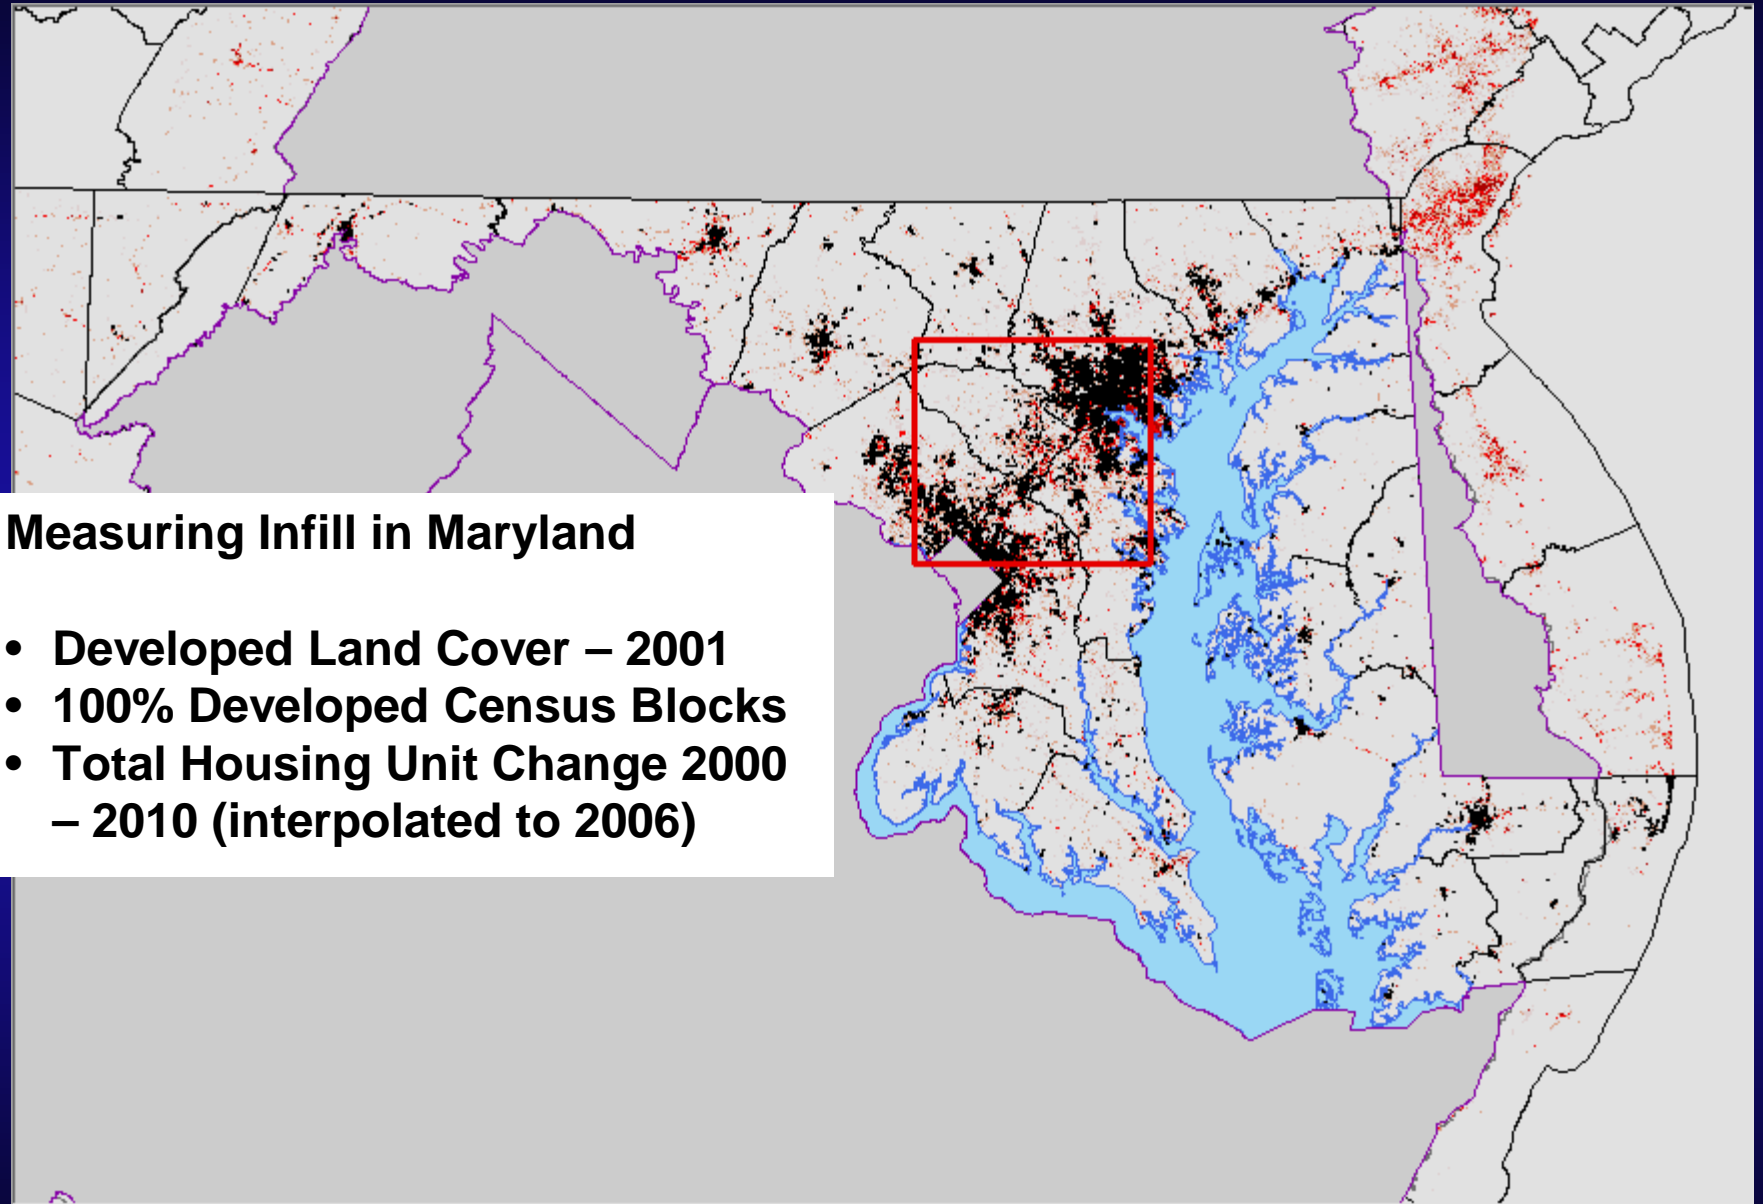 Measuring Infill in Maryland
• Developed Land Cover – 2001
• 100% Developed Census Blocks
• Total Housing Unit Change 2000
– 2010 (interpolated to 2006)